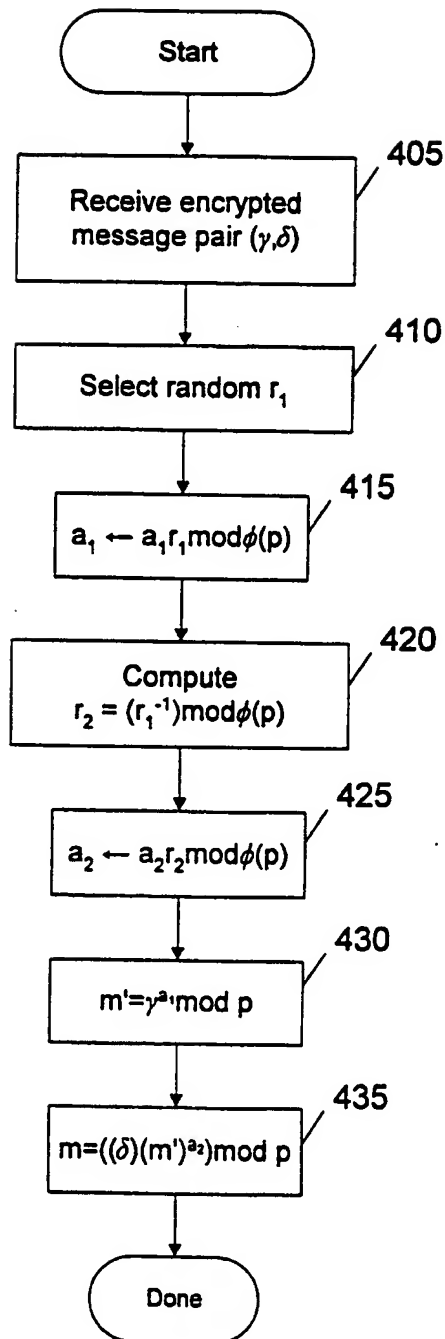 Start
405
Receive encrypted
message pair (γ,δ)
410
Select random r₁
415
a₁ ← a₁r₁modϕ(p)
420
Compute
r₂ = (r₁⁻¹)modϕ(p)
425
a₂ ← a₂r₂modϕ(p)
430
m'=γ^a₁mod p
435
m=((δ)(m')^a₂)mod p
Done